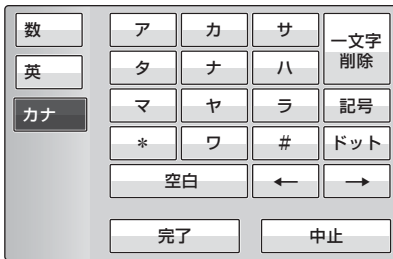 数
英
カナ
ア カ サ 一文字削除
タ ナ ハ
マ ヤ ラ 記号
* ワ # ドット
空白 ← →
完了 中止